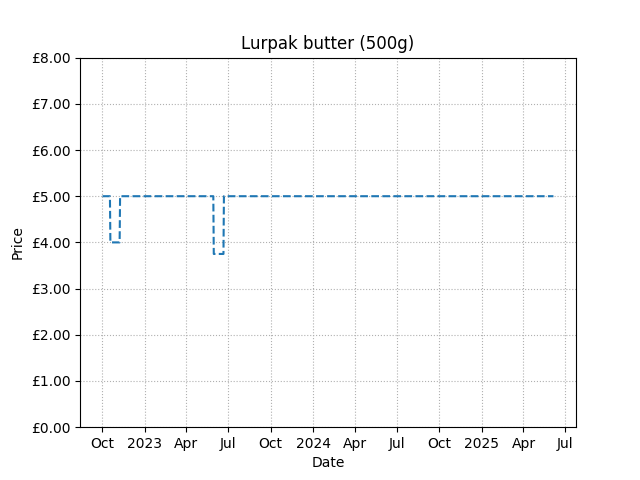 Lurpak butter (500g)
£8.00
£7.00
£6.00
£5.00
£4.00
£3.00
£2.00
£1.00
£0.00
Price
Oct 2023 Apr Jul Oct 2024 Apr Jul Oct 2025 Apr Jul
Date